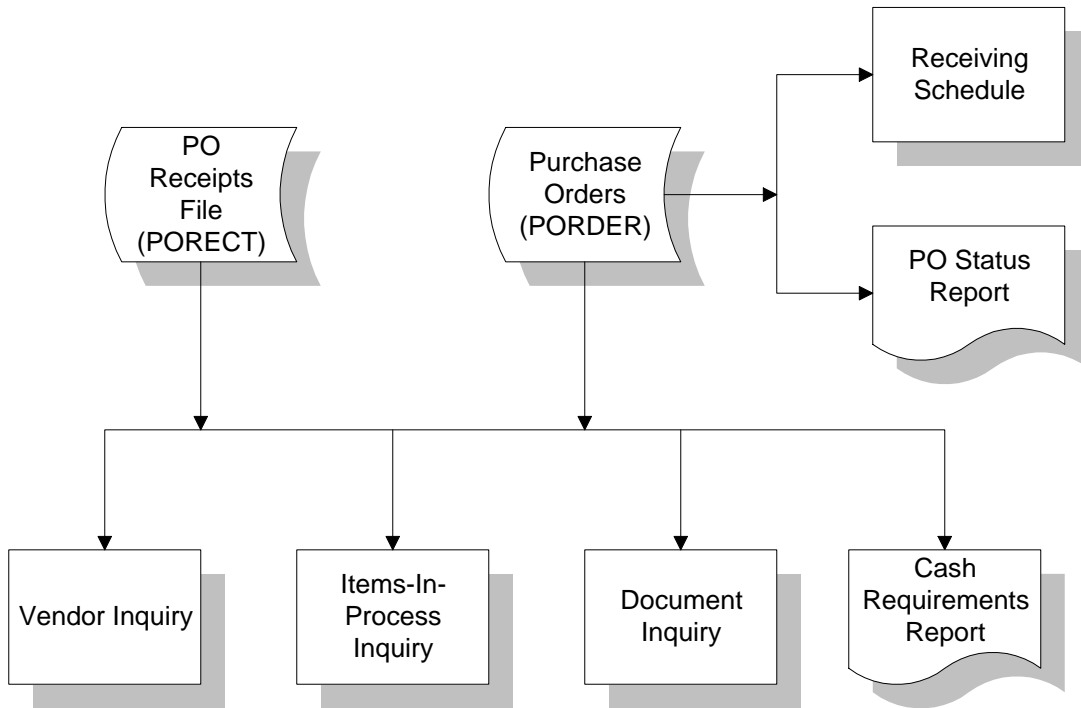 Receiving
Schedule
PO
Receipts
File
(PORECT)
Purchase
Orders
(PORDER)
PO Status
Report
Vendor Inquiry
Items-In-
Process
Inquiry
Document
Inquiry
Cash
Requirements
Report